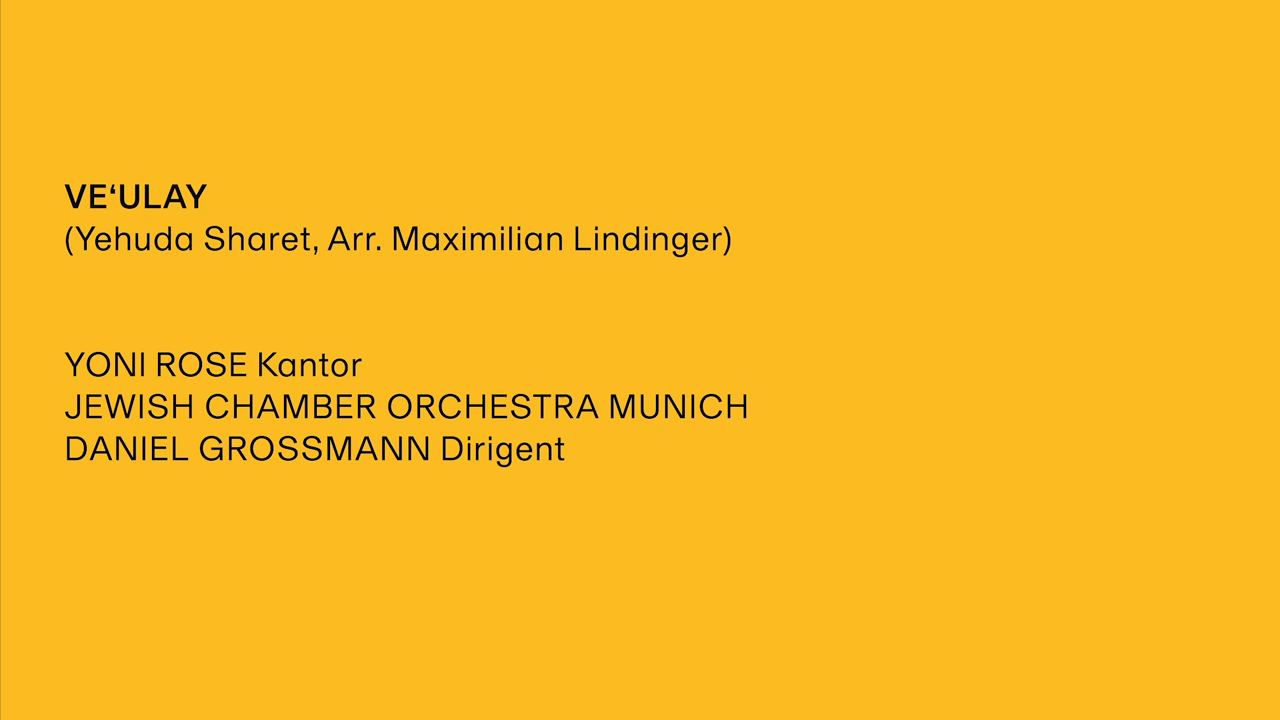 VE‘ULAY
(Yehuda Sharet, Arr. Maximilian Lindinger)
YONI ROSE Kantor
JEWISH CHAMBER ORCHESTRA MUNICH
DANIEL GROSSMANN Dirigent